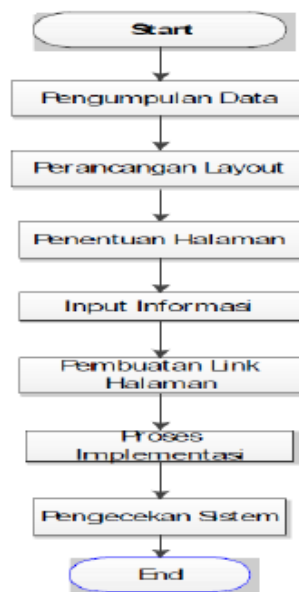 Start
Pengumpulan Data
Perancangan Layout
Penentuan Halaman
Input Informasi
Pembuatan Link
Halaman
Proses
Implementasi
Pengecekan Sistem
End